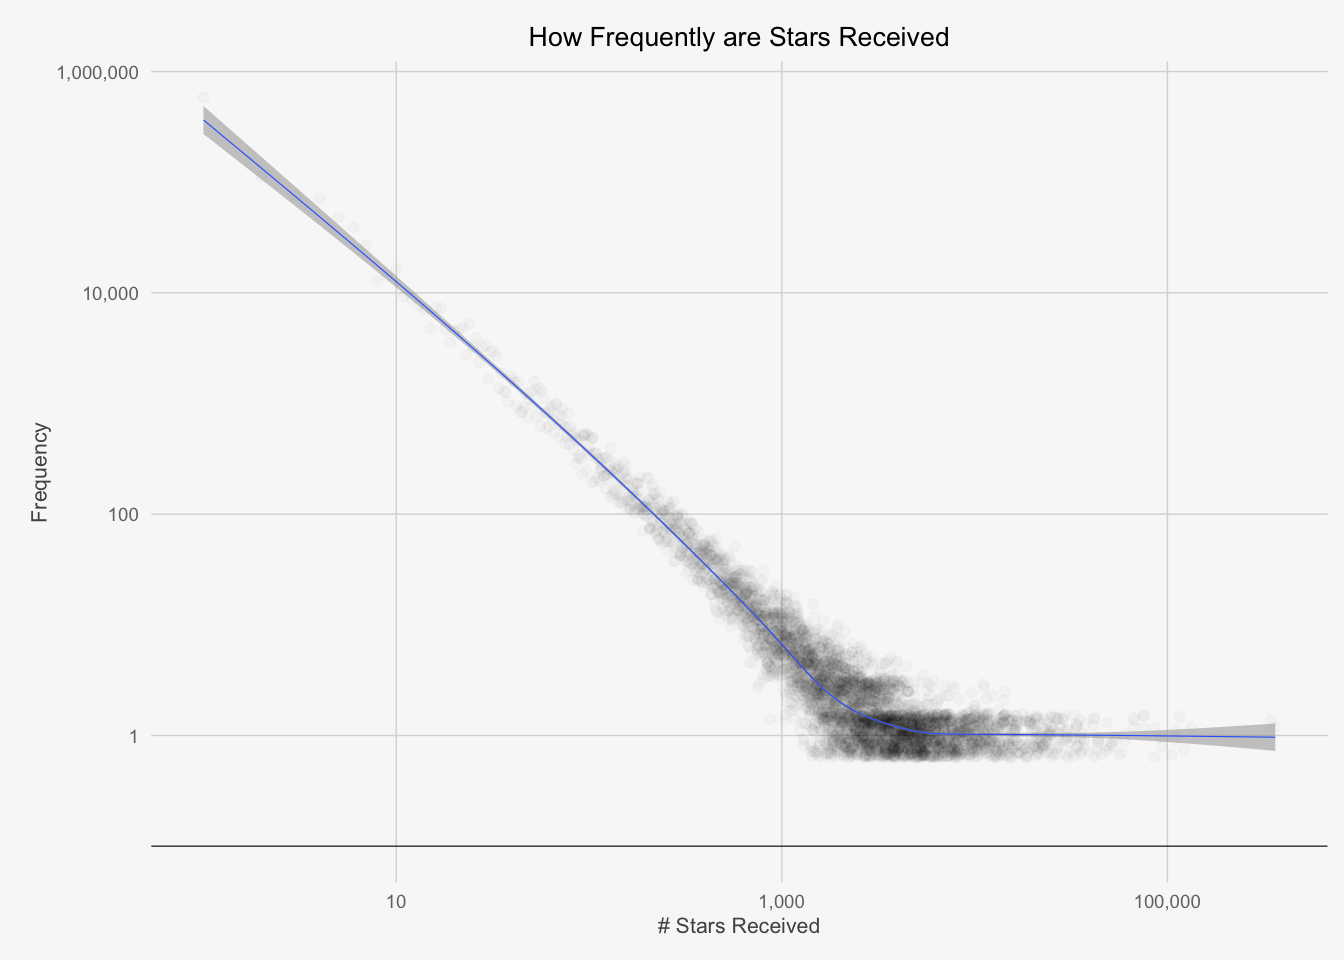 How Frequently are Stars Received
1,000,000
10,000
100
1
Frequency
10
1,000
100,000
# Stars Received